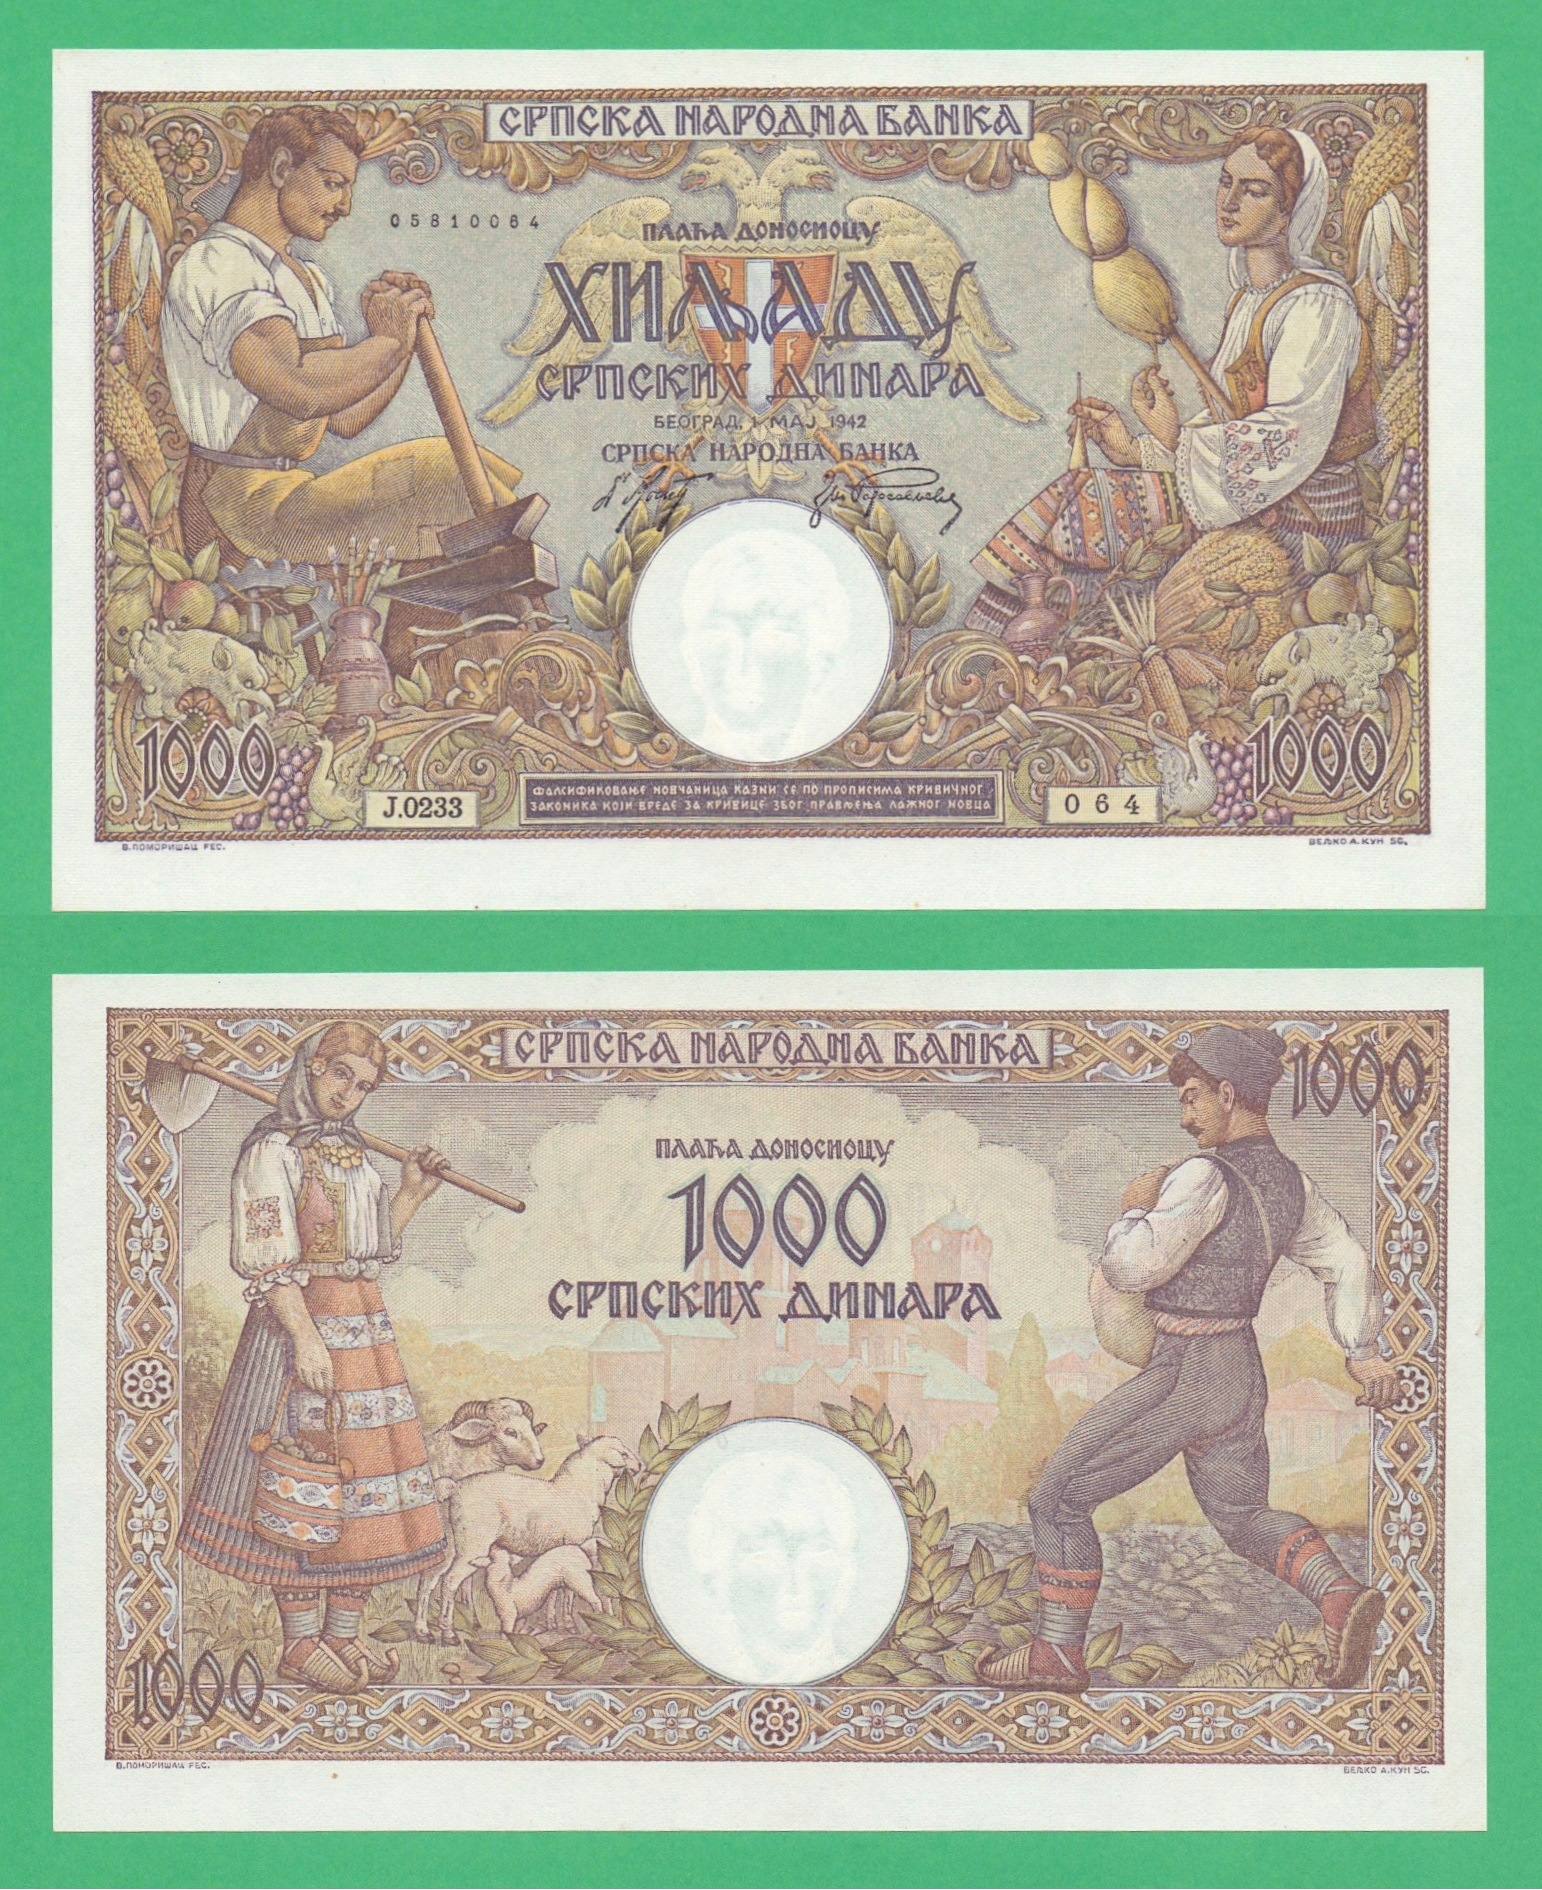 СРПСКА НАРОДНА БАНКА
05810064
ПЛАЋА ДОНОСИОЦУ
ХИЉАДУ
СРПСКИХ ДИНАРА
БЕОГРАД, 1 МАЈ 1942
СРПСКА НАРОДНА БАНКА
1000
1000
J.0233
ФАЛСИФИКОВАЊЕ НОВЧАНИЦА КАЗНИ СЕ ПО ПРОПИСИМА КРИВИЧНОГ
ЗАКОНИКА КОЈИ ВРЕДЕ ЗА КРИВИЦЕ ЗБОГ ПРАВЉЕЊА ЛАЖНОГ НОВЦА
064
В.ПОМОРИШАЦ FEC.
ВЕЉКО А.КУН SC.
СРПСКА НАРОДНА БАНКА
1000
ПЛАЋА ДОНОСИОЦУ
1000
СРПСКИХ ДИНАРА
1000
В.ПОМОРИШАЦ FEC.
ВЕЉКО А.КУН SC.